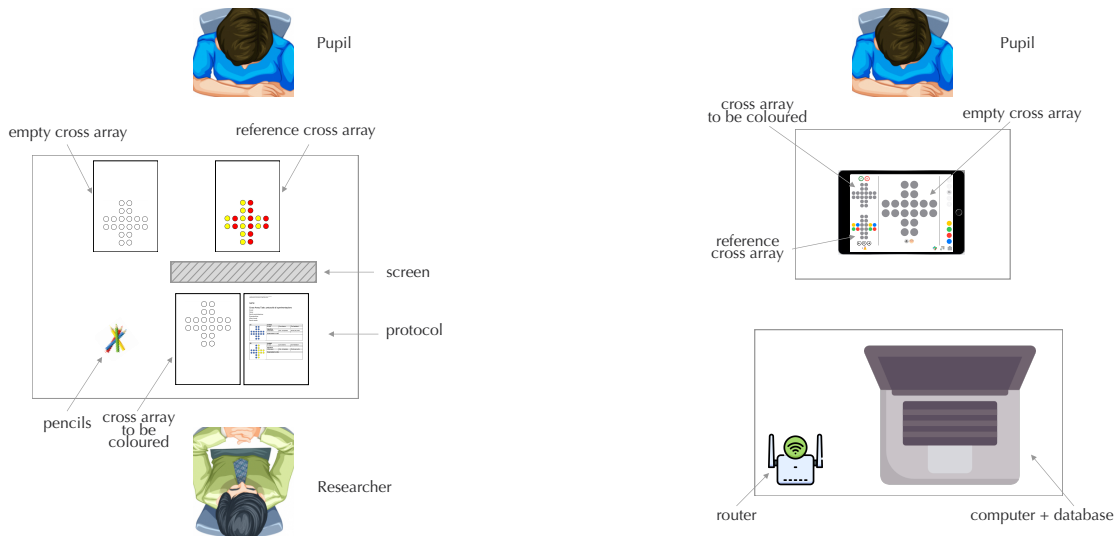 Pupil
empty cross array
reference cross array
screen
protocol
pencils
cross array
to be
coloured
Researcher
Pupil
cross array
to be coloured
empty cross array
reference
cross array
router
computer + database